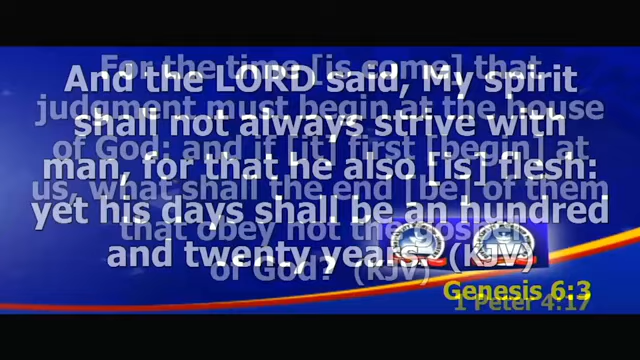 And the LORD said, My spirit
shall not always strive with
man, for that he also [is] flesh:
yet his days shall be an hundred
and twenty years. (KJV)
Genesis 6:3
For the time [is come] that
judgment must begin at the house
of God: and if [it] first [begin] at
us, what shall the end [be] of them
that obey not the gospel
of God? (KJV)
1 Peter 4:17